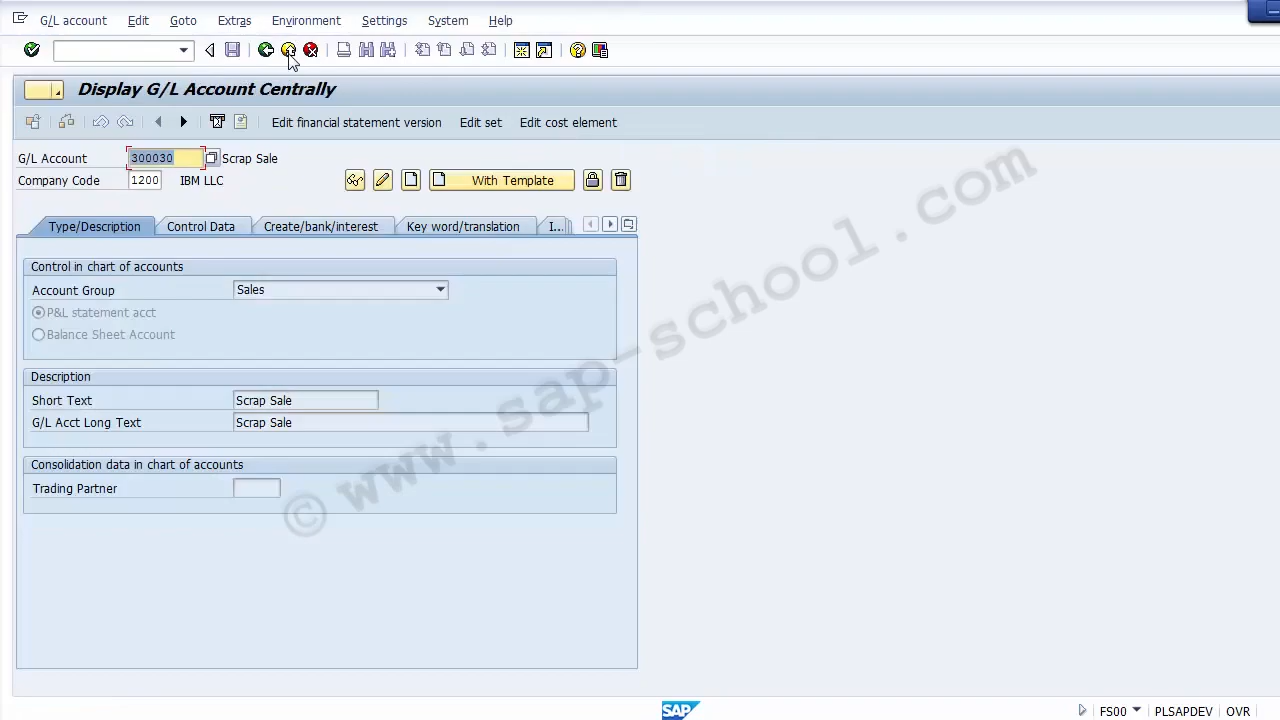 G/L account Edit Goto Extras Environment Settings System Help
Display G/L Account Centrally
Edit financial statement version Edit set Edit cost element
G/L Account 300030 Scrap Sale
Company Code 1200 IBM LLC With Template
Type/Description Control Data Create/bank/interest Key word/translation I...
Control in chart of accounts
Account Group Sales
P&L statement acct
Balance Sheet Account
Description
Short Text Scrap Sale
G/L Acct Long Text Scrap Sale
Consolidation data in chart of accounts
Trading Partner
© www.sap-school.com
SAP FS00 PLSAPDEV OVR